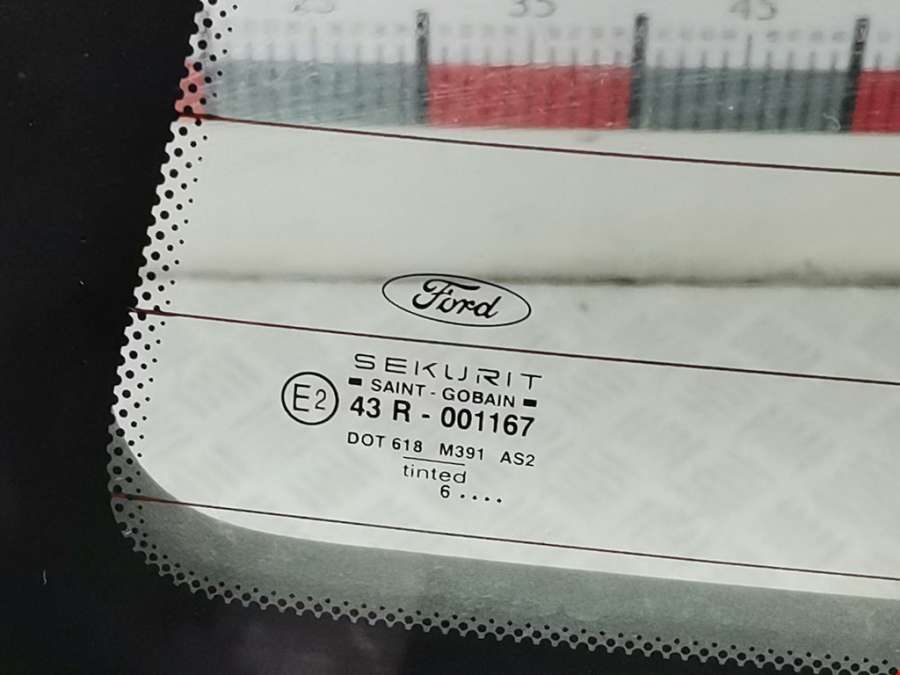 25 35 45
Ford
SEKURIT
SAINT - GOBAIN
E2
43 R - 001167
DOT 618 M391 AS2
tinted
6 ....